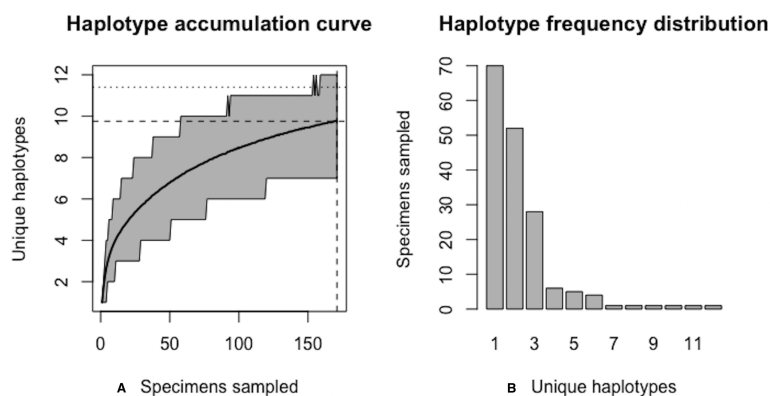 Haplotype accumulation curve
Unique haplotypes
12
10
8
6
4
2
0 50 100 150
A Specimens sampled
Haplotype frequency distribution
Specimens sampled
70
60
50
40
30
20
10
0
1 3 5 7 9 11
B Unique haplotypes